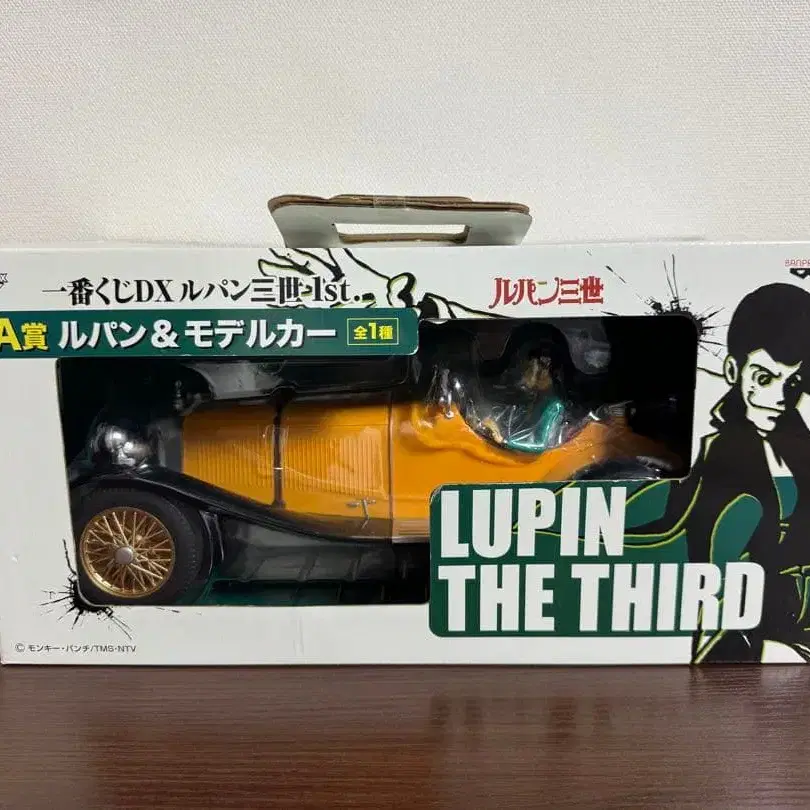 一番くじDX ルパン三世 1st.
ルパン三世
A賞 ルパン&モデルカー 全1種
LUPIN
THE THIRD
© モンキー・パンチ/TMS・NTV